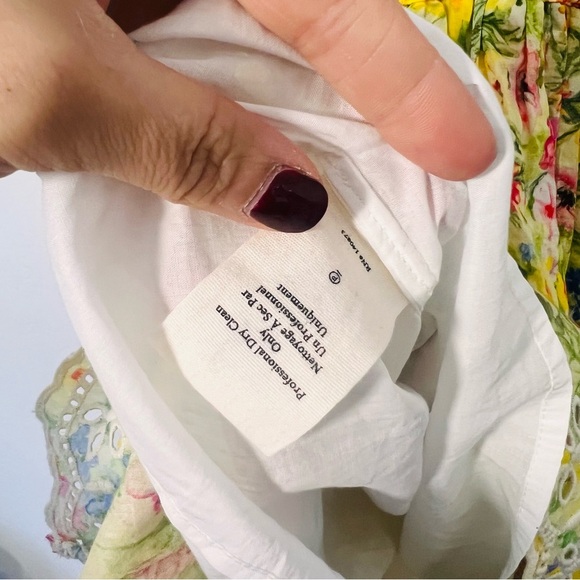 Professional Dry Clean
Only
Nettoyage À Sec Par
Un Professionnel
Uniquement
P